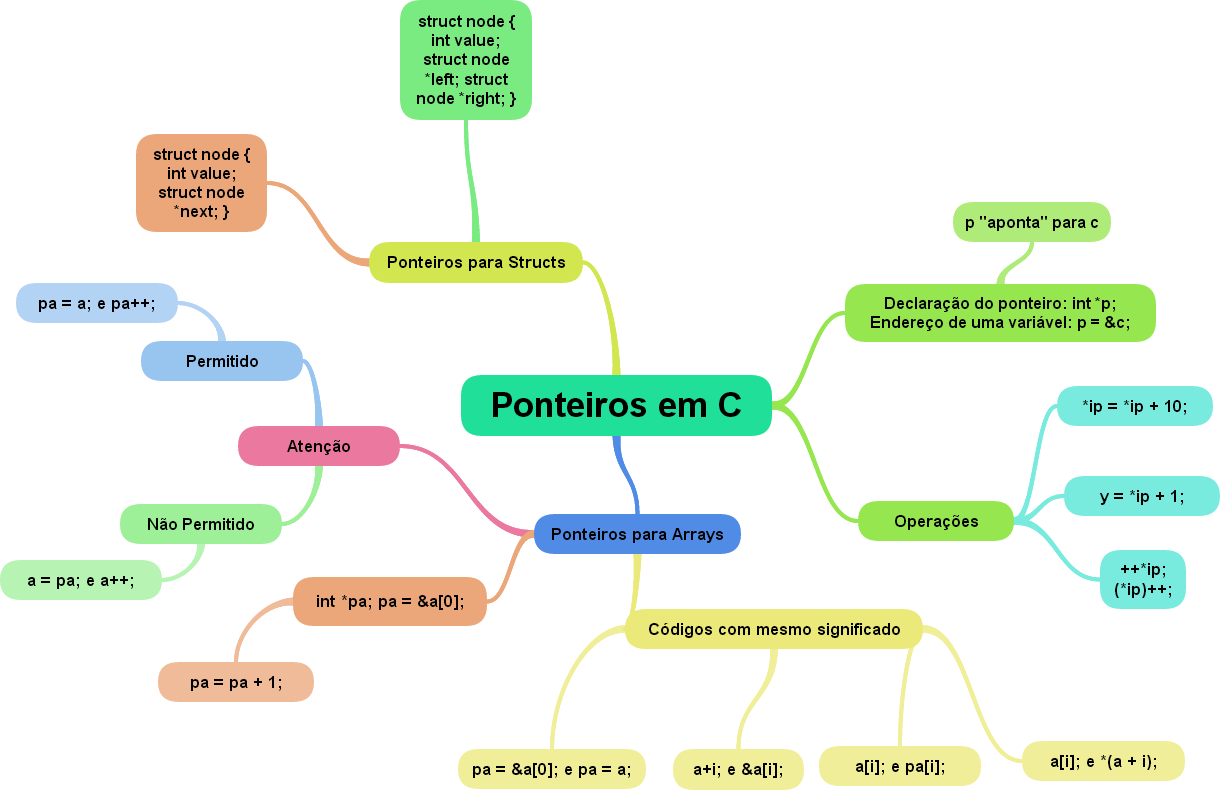 struct node {
int value;
struct node
*left; struct
node *right; }
struct node {
int value;
struct node
*next; }
Ponteiros para Structs
p "aponta" para c
Declaração do ponteiro: int *p;
Endereço de uma variável: p = &c;
pa = a; e pa++;
Permitido
Ponteiros em C
*ip = *ip + 10;
Atenção
y = *ip + 1;
Operações
Não Permitido
Ponteiros para Arrays
++*ip;
(*ip)++;
a = pa; e a++;
int *pa; pa = &a[0];
Códigos com mesmo significado
pa = pa + 1;
pa = &a[0]; e pa = a;
a+i; e &a[i];
a[i]; e pa[i];
a[i]; e *(a + i);